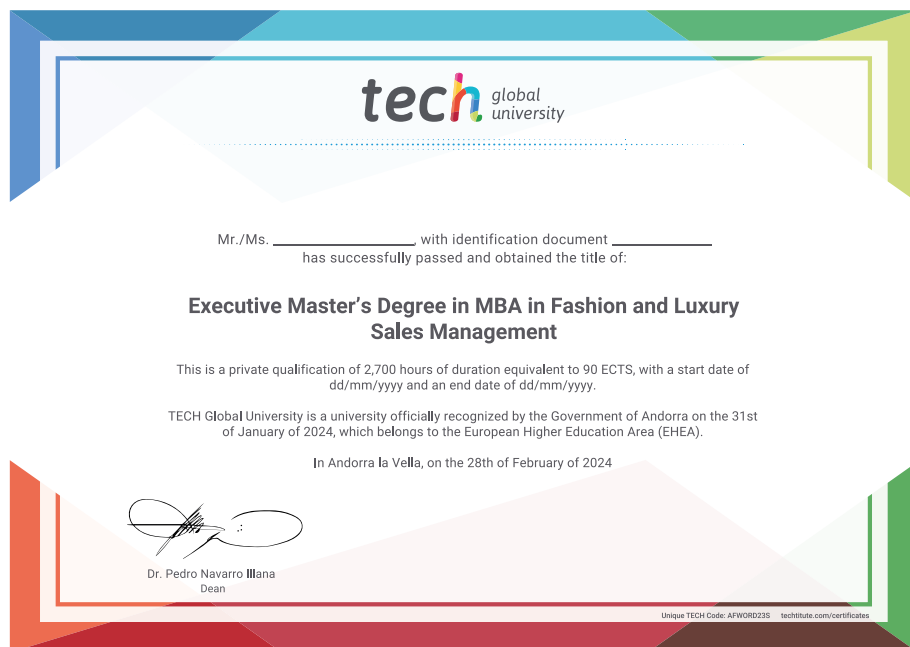 tech global
university
Mr./Ms. ________________, with identification document ____________
has successfully passed and obtained the title of:
Executive Master’s Degree in MBA in Fashion and Luxury
Sales Management
This is a private qualification of 2,700 hours of duration equivalent to 90 ECTS, with a start date of
dd/mm/yyyy and an end date of dd/mm/yyyy.
TECH Global University is a university officially recognized by the Government of Andorra on the 31st
of January of 2024, which belongs to the European Higher Education Area (EHEA).
In Andorra la Vella, on the 28th of February of 2024
Dr. Pedro Navarro Illana
Dean
Unique TECH Code: AFWORD23S techtitute.com/certificates